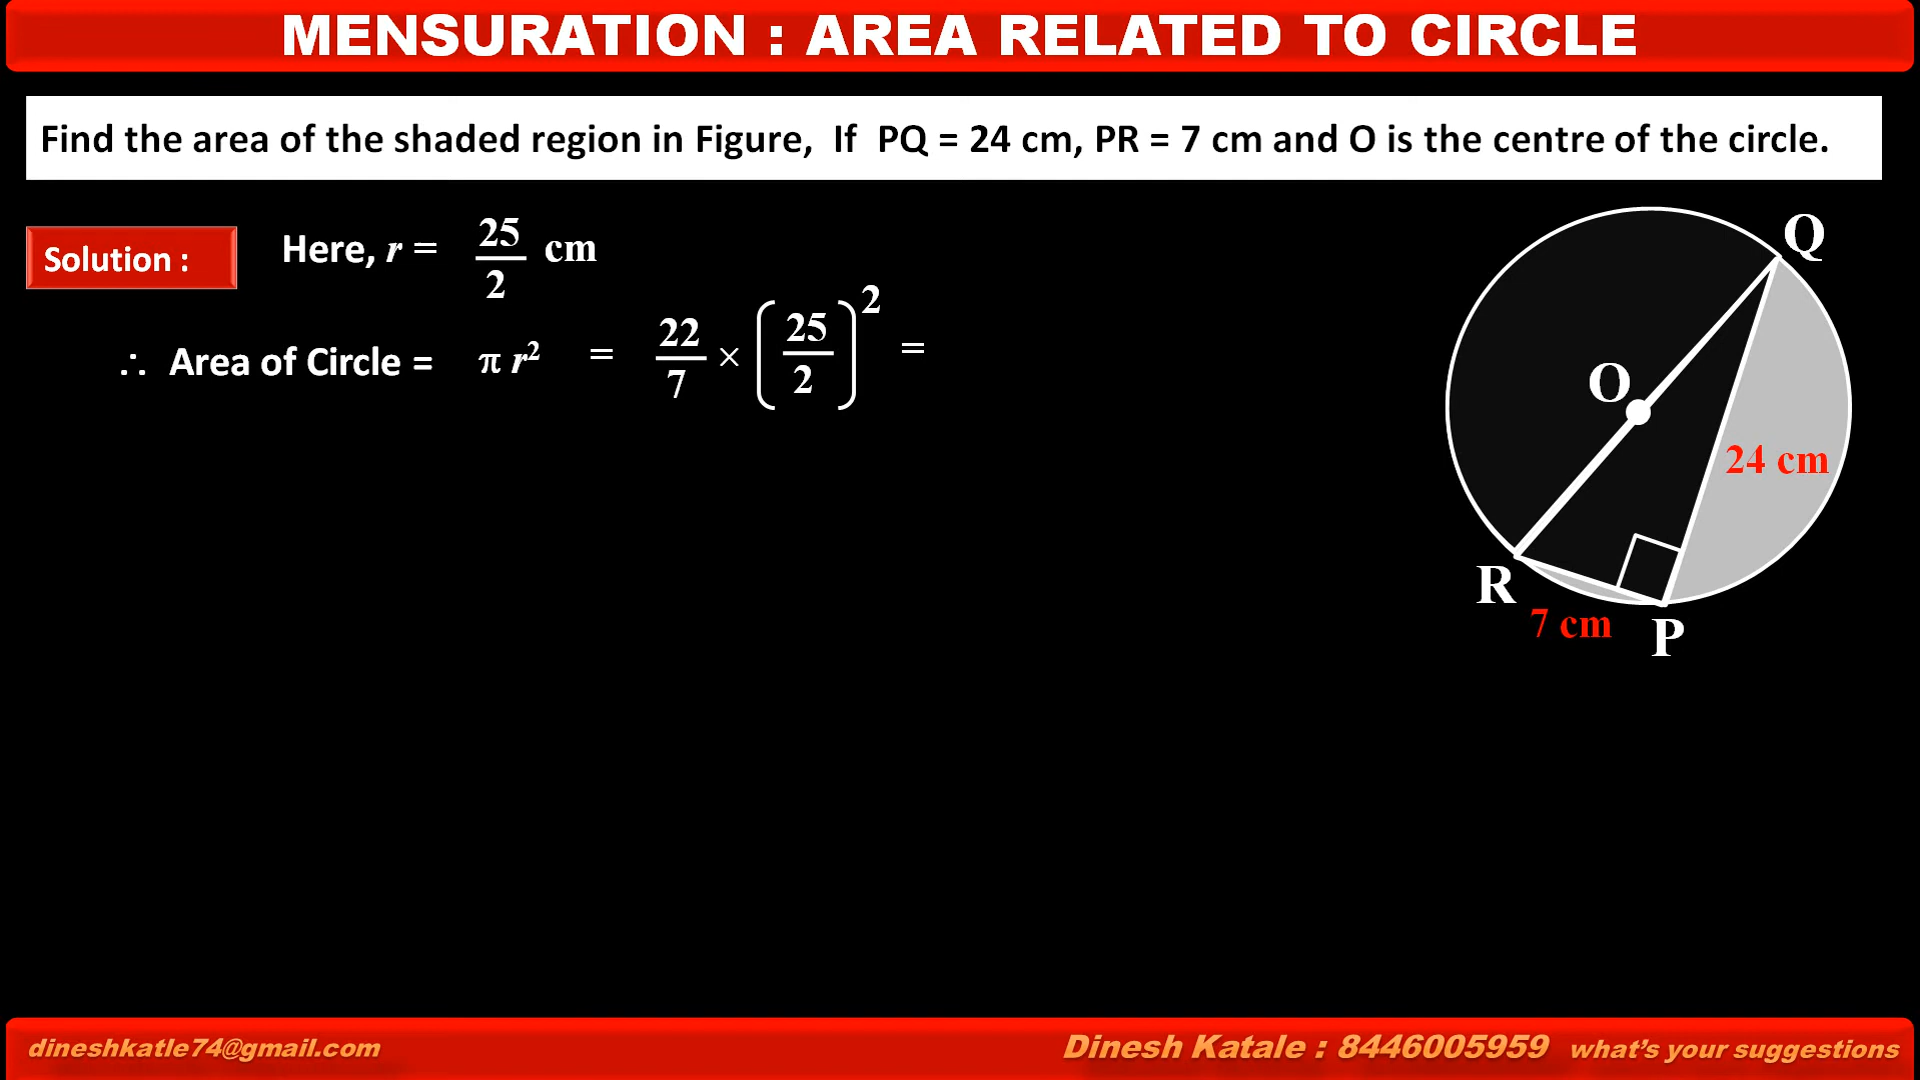 MENSURATION : AREA RELATED TO CIRCLE
Find the area of the shaded region in Figure, If PQ = 24 cm, PR = 7 cm and O is the centre of the circle.
Solution :
Here, r = 25/2 cm
∴ Area of Circle = π r² = 22/7 × (25/2)² =
Q
O
24 cm
R
7 cm
P
dineshkatle74@gmail.com
Dinesh Katale : 8446005959 what's your suggestions